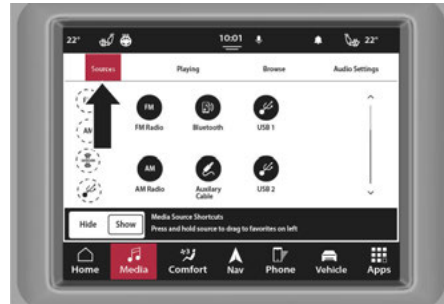 22° 10:01 22°
Sources Playing Browse Audio Settings
FM Radio Bluetooth USB 1
FM
AM
AM Radio Auxilary Cable USB 2
Media Source Shortcuts
Hide Show Press and hold source to drag to favorites on left
Home Media Comfort Nav Phone Vehicle Apps